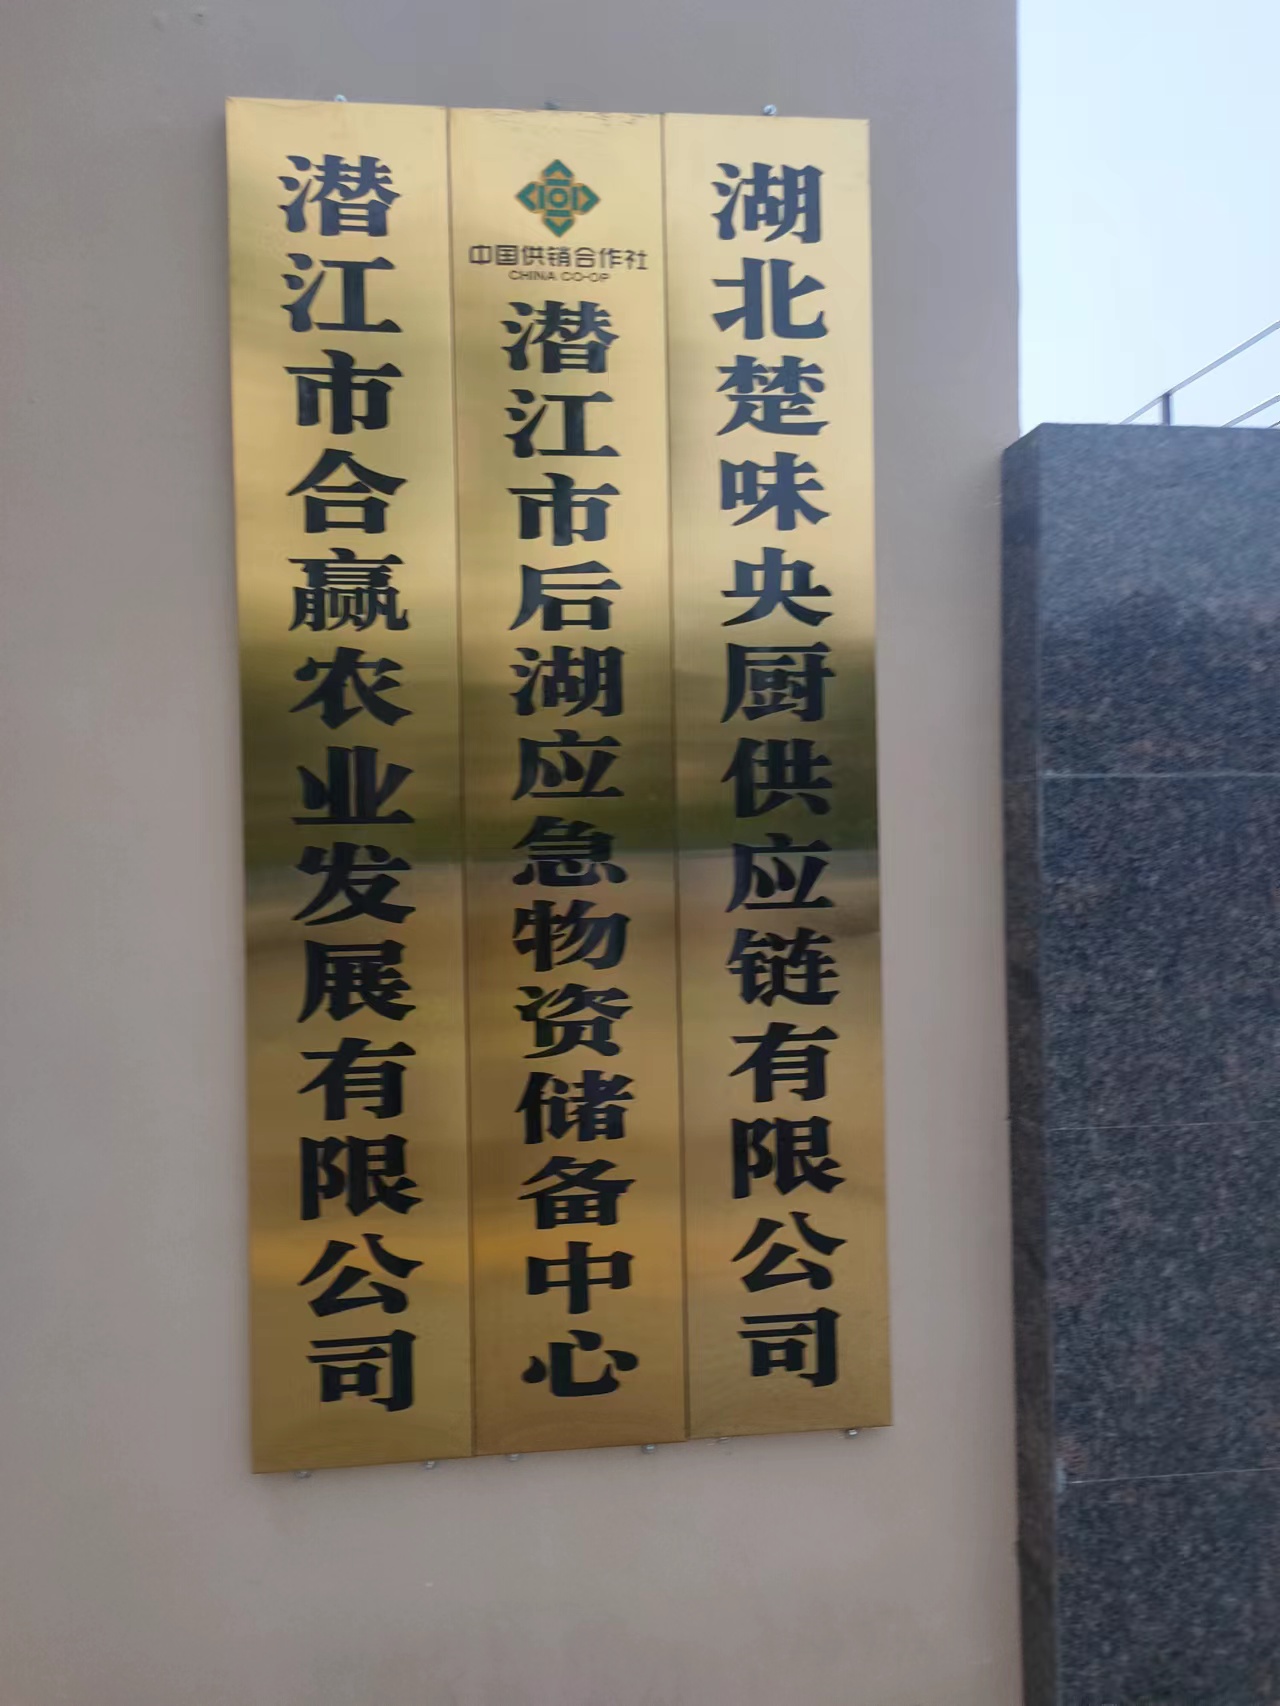 潜江市合赢农业发展有限公司
中国供销合作社
CHINA CO-OP
潜江市后湖应急物资储备中心
湖北楚味央厨供应链有限公司